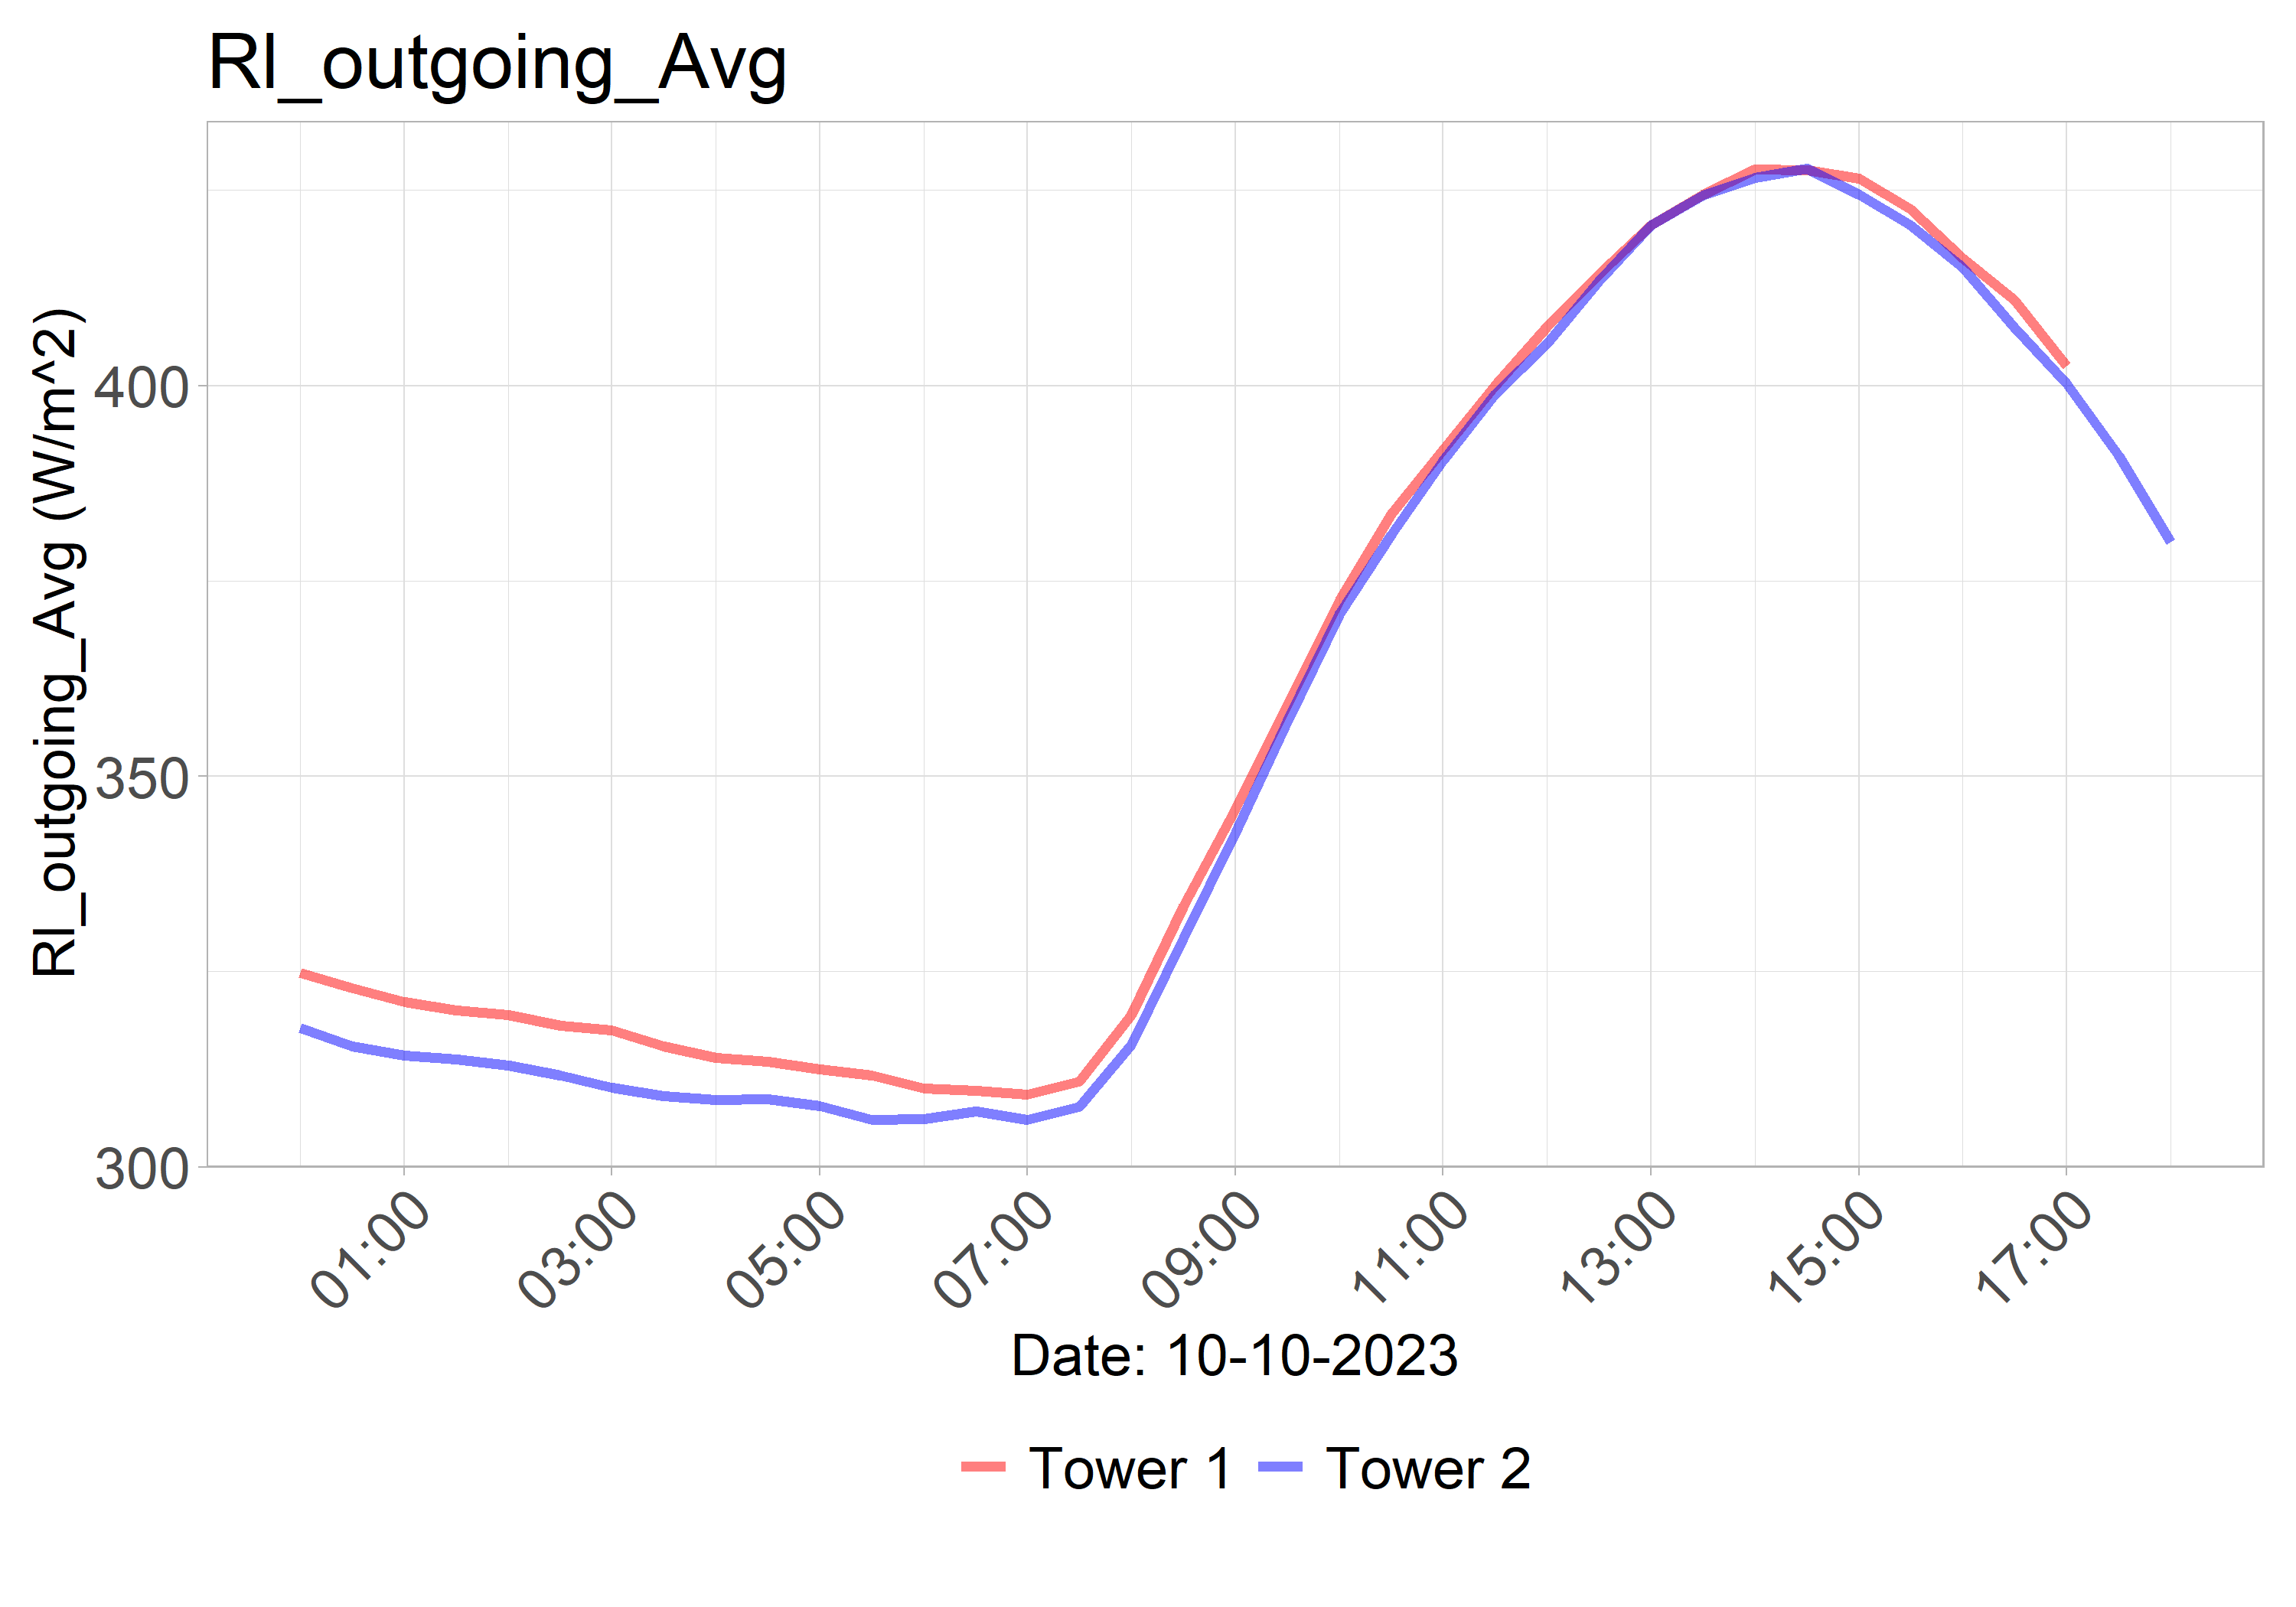 Rl_outgoing_Avg
Rl_outgoing_Avg (W/m^2)
400
350
300
01:00 03:00 05:00 07:00 09:00 11:00 13:00 15:00 17:00
Date: 10-10-2023
Tower 1 Tower 2